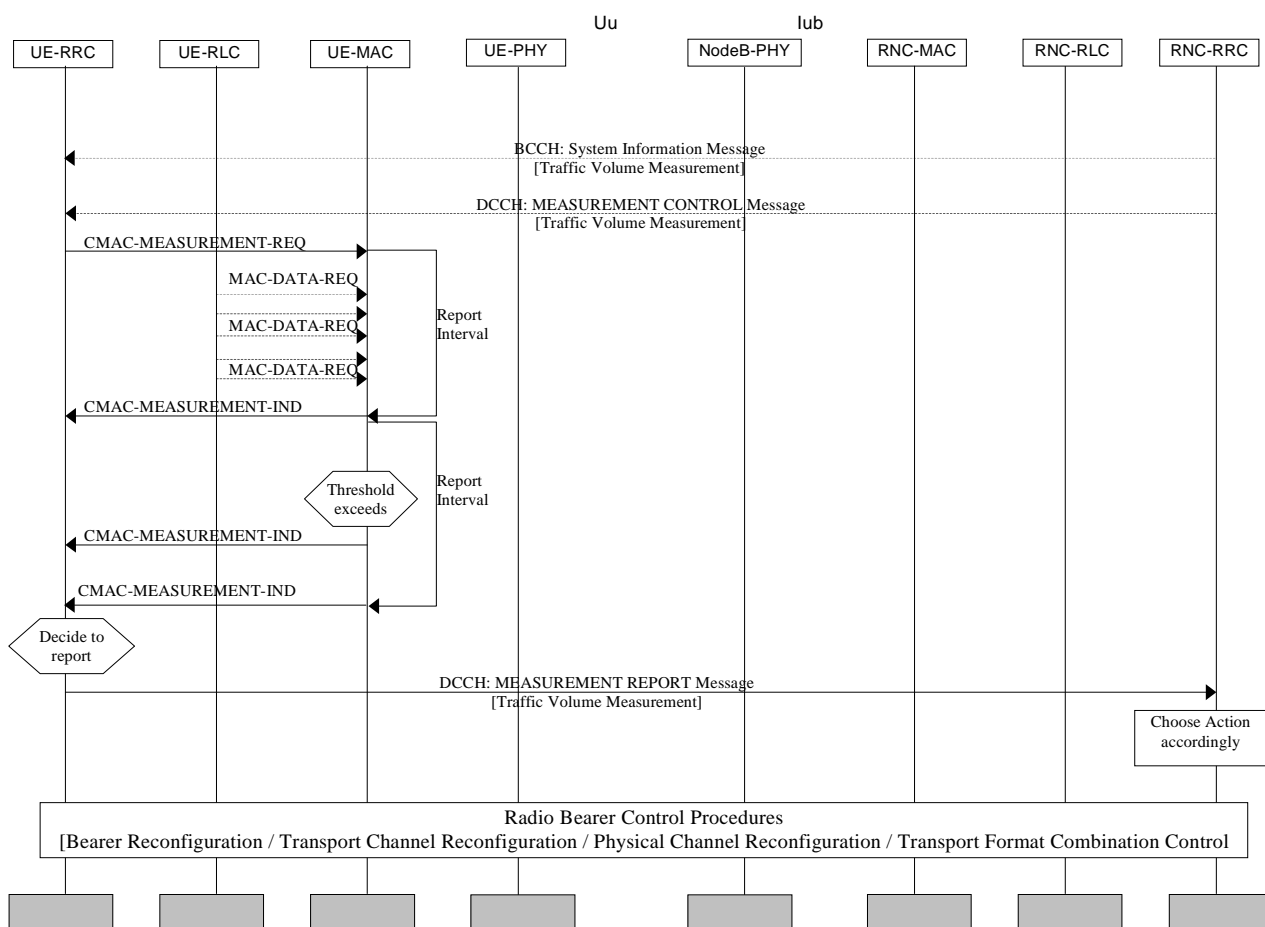 Uu Iub
UE-RRC UE-RLC UE-MAC UE-PHY NodeB-PHY RNC-MAC RNC-RLC RNC-RRC
BCCH: System Information Message
[Traffic Volume Measurement]
DCCH: MEASUREMENT CONTROL Message
[Traffic Volume Measurement]
CMAC-MEASUREMENT-REQ
MAC-DATA-REQ
Report
Interval
MAC-DATA-REQ
MAC-DATA-REQ
CMAC-MEASUREMENT-IND
Report
Interval
Threshold
exceeds
CMAC-MEASUREMENT-IND
CMAC-MEASUREMENT-IND
Decide to
report
DCCH: MEASUREMENT REPORT Message
[Traffic Volume Measurement]
Choose Action
accordingly
Radio Bearer Control Procedures
[Bearer Reconfiguration / Transport Channel Reconfiguration / Physical Channel Reconfiguration / Transport Format Combination Control